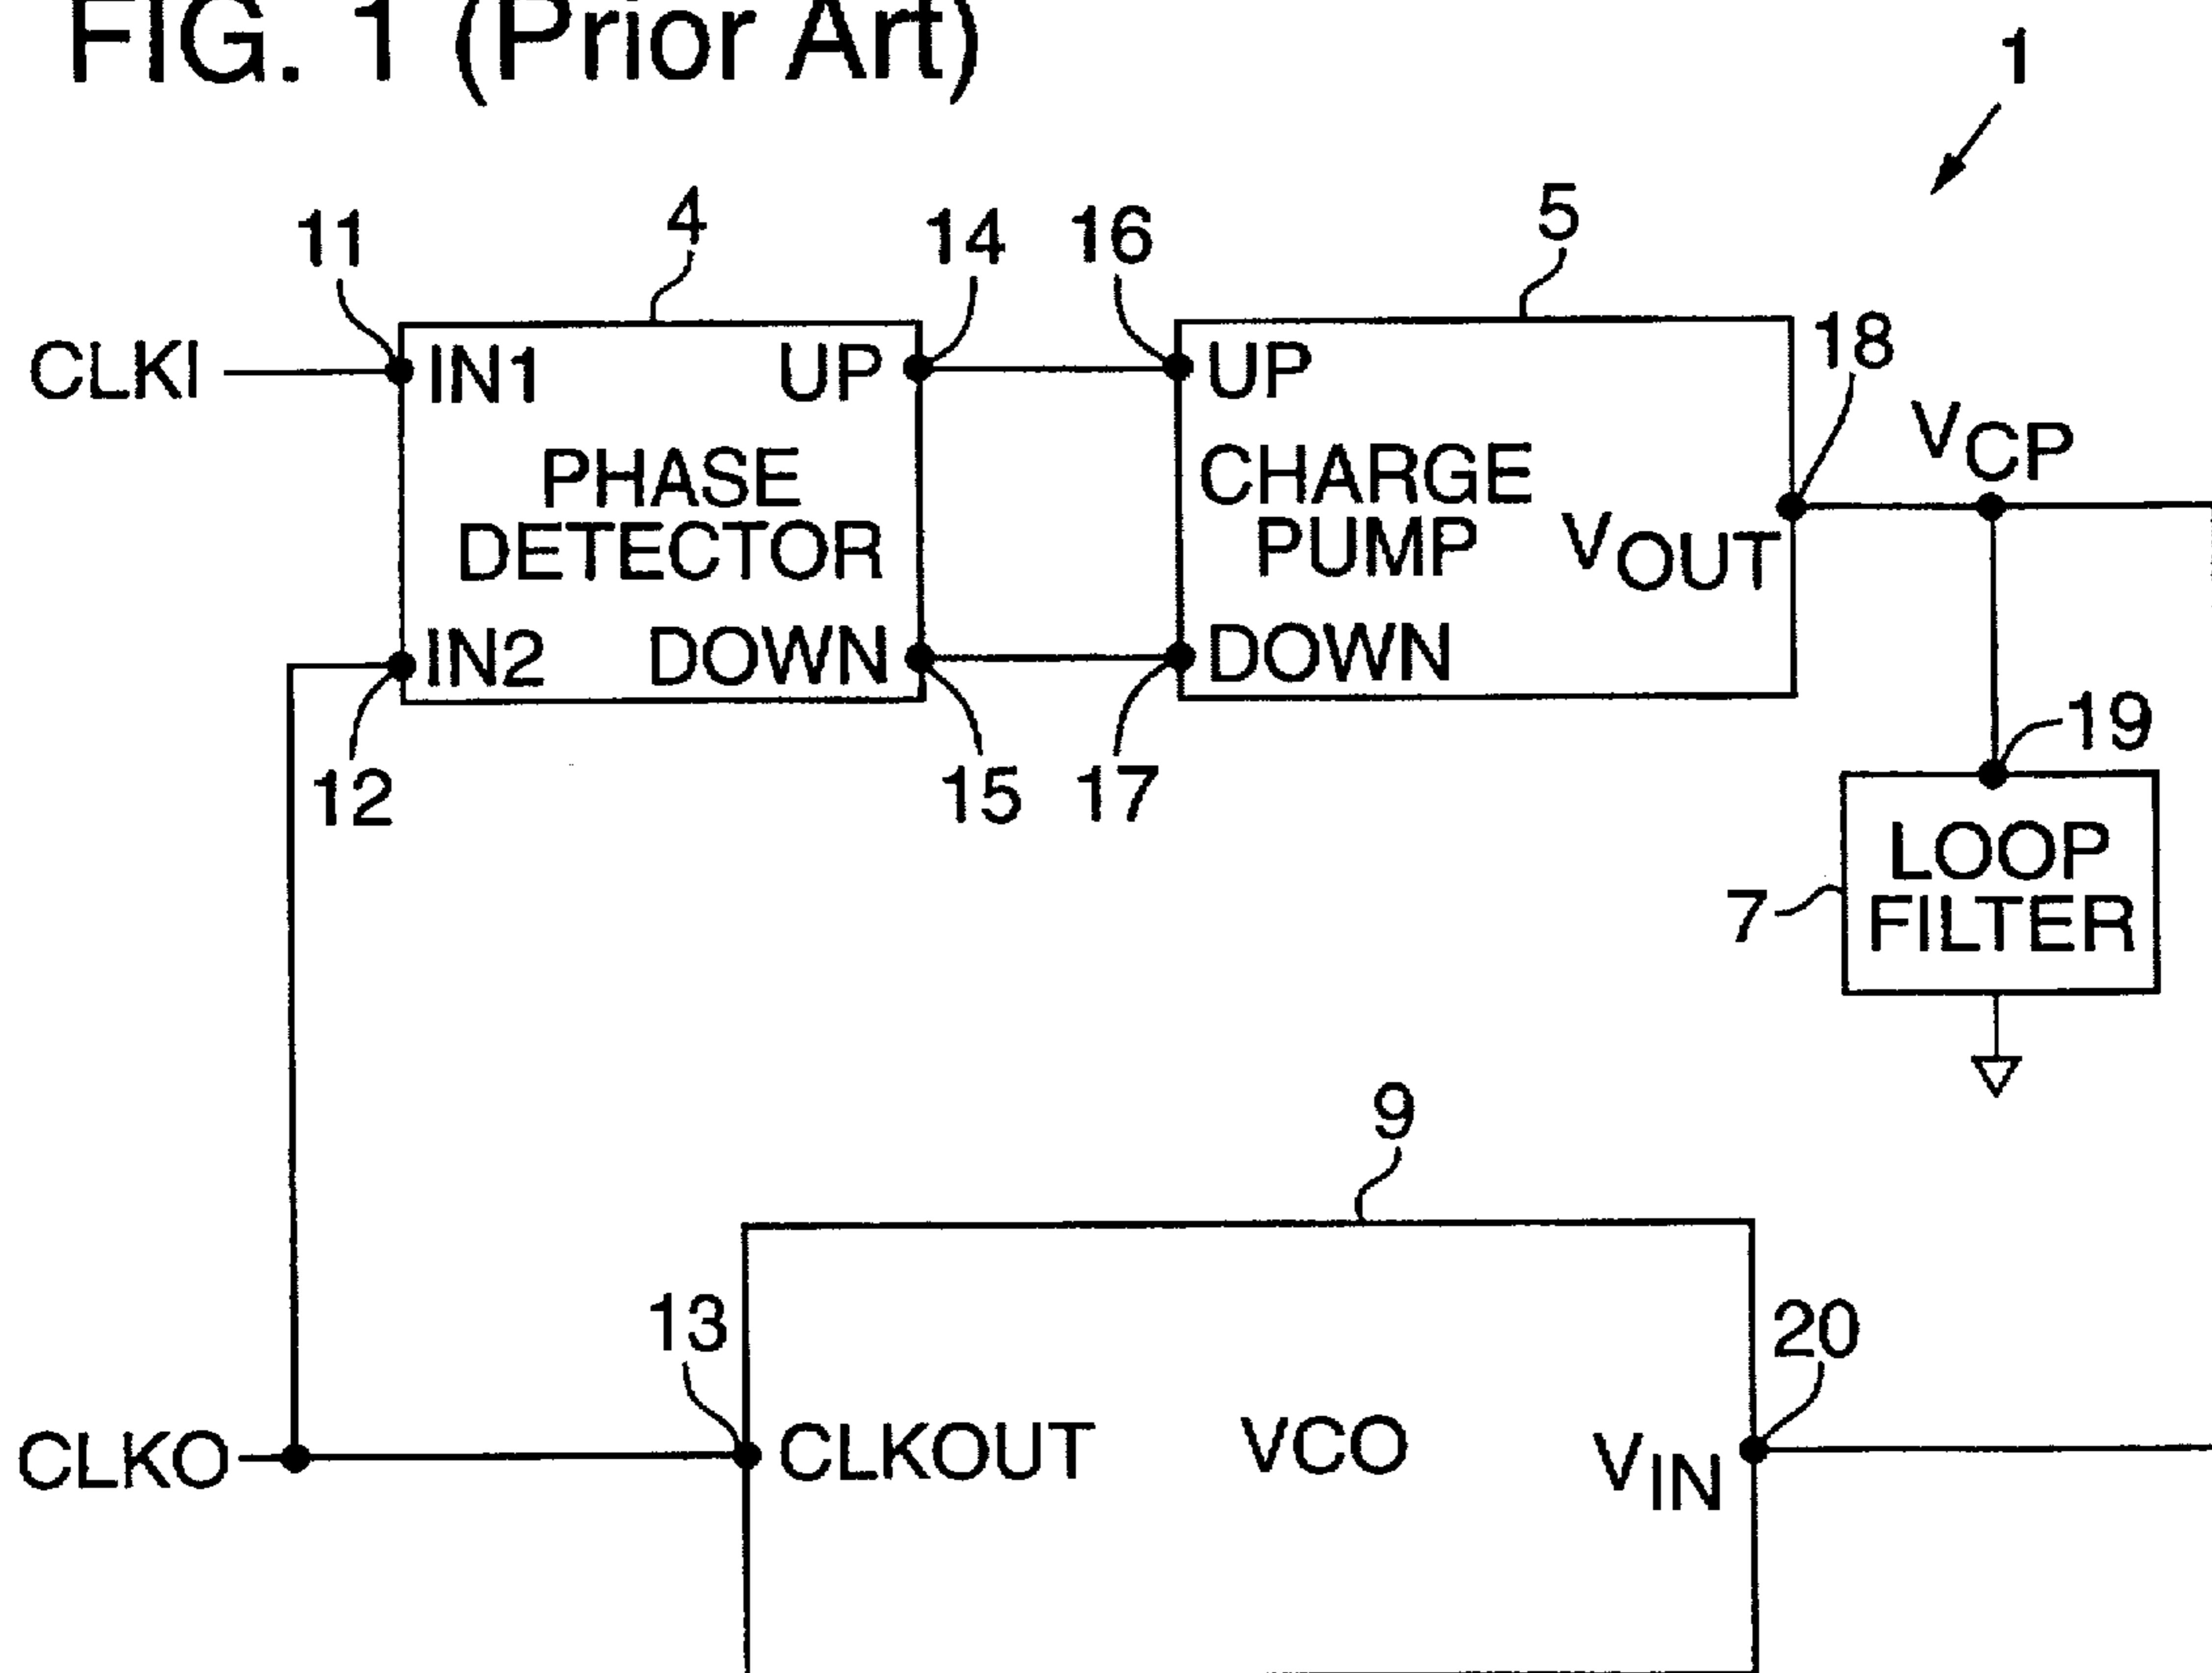 FIG. 1 (Prior Art)
1
11
4
14
16
5
18
CLKI
IN1
UP
UP
VCP
PHASE
DETECTOR
CHARGE
PUMP
VOUT
IN2
DOWN
DOWN
12
15
17
19
LOOP
FILTER
7
9
13
20
CLKO
CLKOUT
VCO
VIN